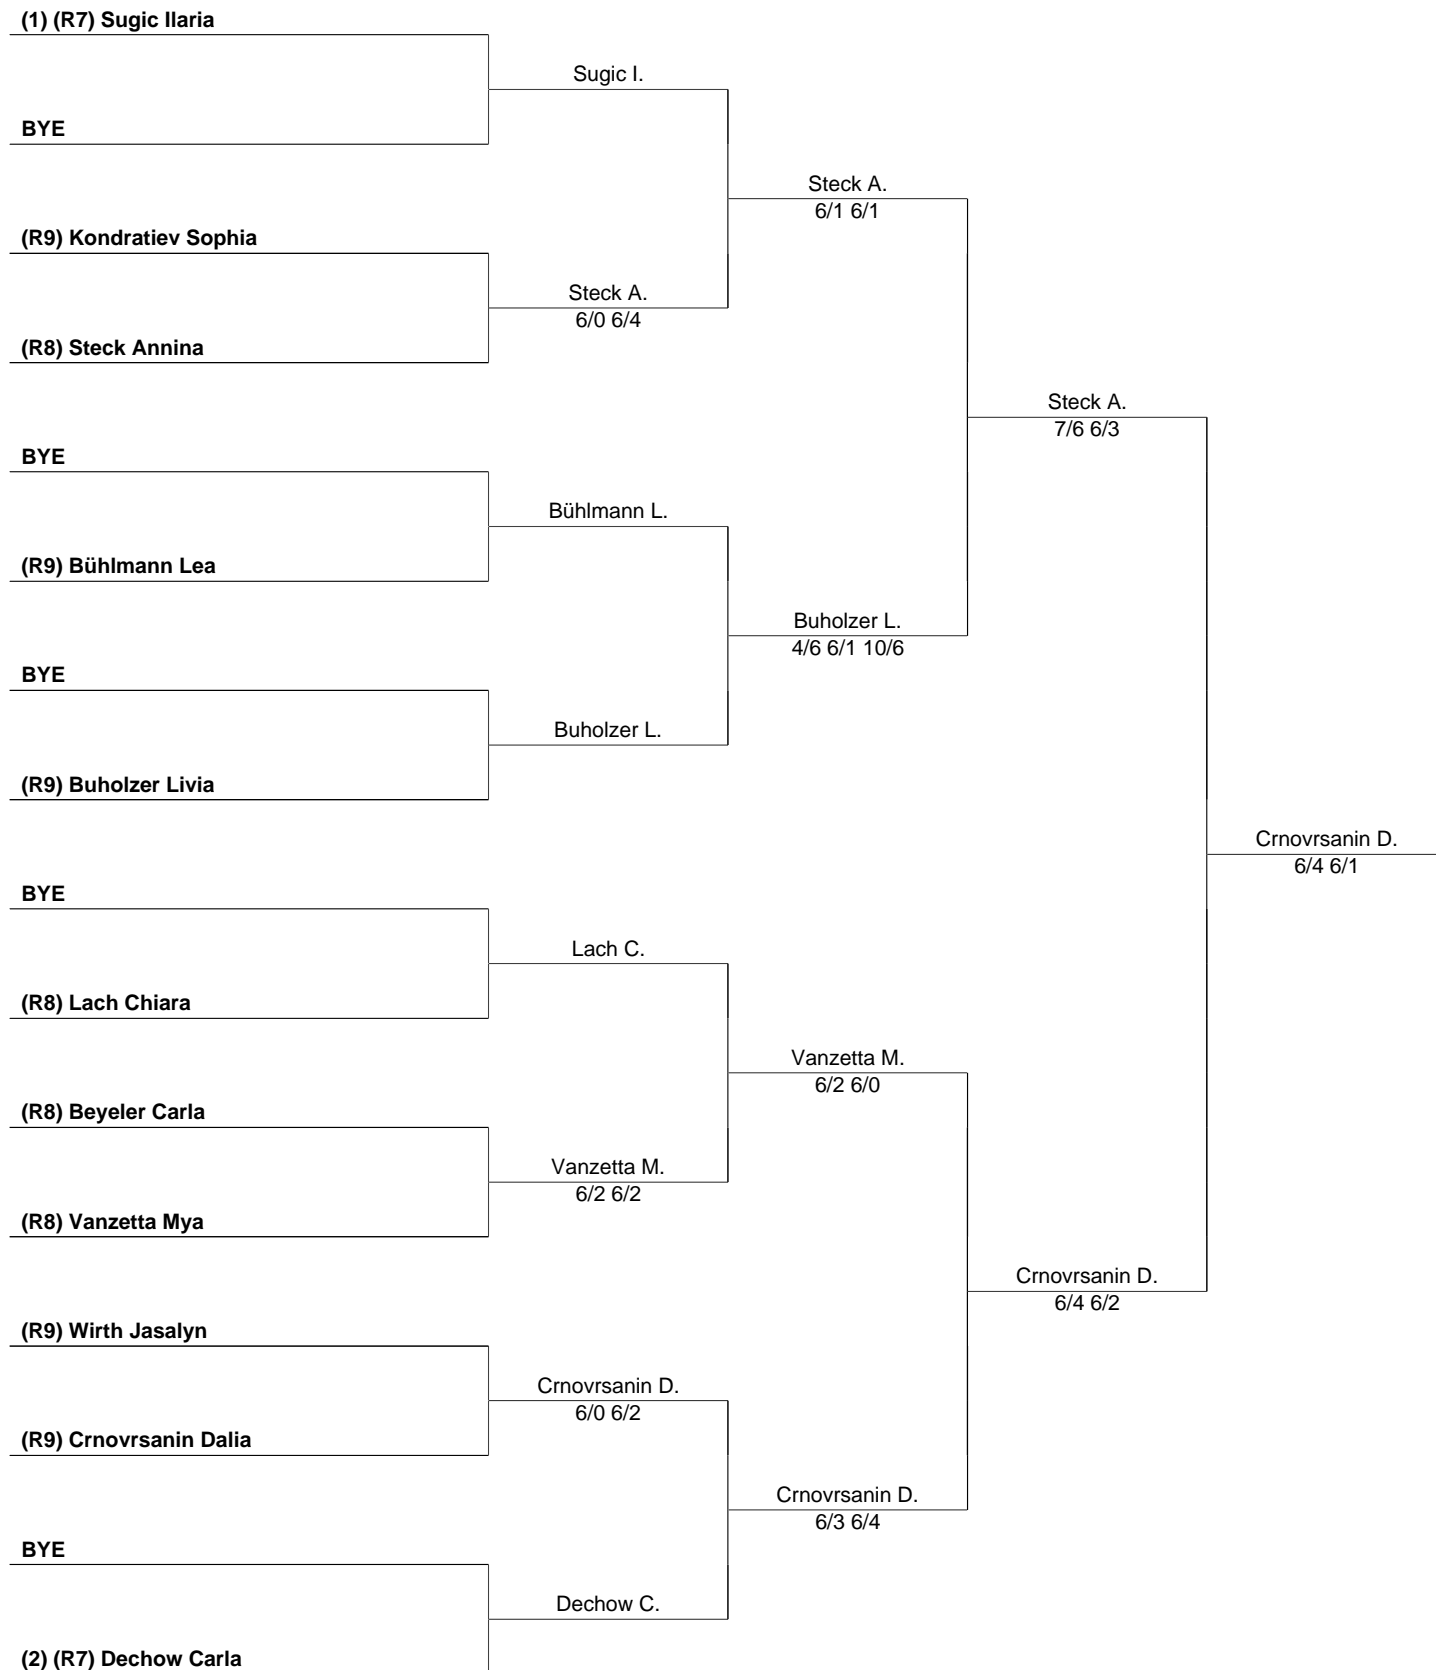 (1) (R7) Sugic Ilaria
Sugic I.
BYE
Steck A.
6/1 6/1
(R9) Kondratiev Sophia
Steck A.
6/0 6/4
(R8) Steck Annina
Steck A.
7/6 6/3
BYE
Bühlmann L.
(R9) Bühlmann Lea
Buholzer L.
4/6 6/1 10/6
BYE
Buholzer L.
(R9) Buholzer Livia
Crnovrsanin D.
6/4 6/1
BYE
Lach C.
(R8) Lach Chiara
Vanzetta M.
6/2 6/0
(R8) Beyeler Carla
Vanzetta M.
6/2 6/2
(R8) Vanzetta Mya
Crnovrsanin D.
6/4 6/2
(R9) Wirth Jasalyn
Crnovrsanin D.
6/0 6/2
(R9) Crnovrsanin Dalia
Crnovrsanin D.
6/3 6/4
BYE
Dechow C.
(2) (R7) Dechow Carla